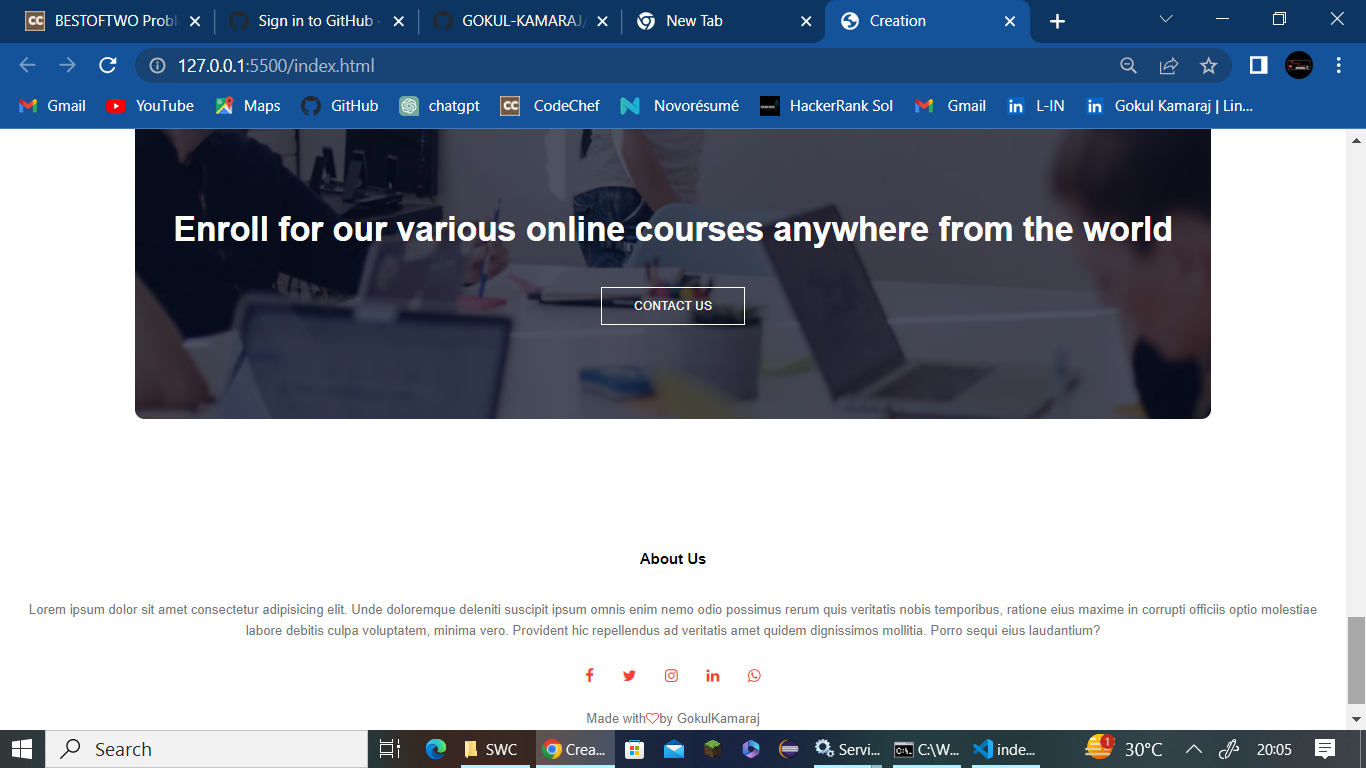 BESTOFTWO Probl
Sign in to GitHub ·
GOKUL-KAMARAJ/
New Tab
Creation
127.0.0.1:5500/index.html
Gmail
YouTube
Maps
GitHub
chatgpt
CC
CodeChef
Novorésumé
HackerRank Sol
Gmail
L-IN
Gokul Kamaraj | Lin...
Enroll for our various online courses anywhere from the world
CONTACT US
About Us
Lorem ipsum dolor sit amet consectetur adipisicing elit. Unde doloremque deleniti suscipit ipsum omnis enim nemo odio possimus rerum quis veritatis nobis temporibus, ratione eius maxime in corrupti officiis optio molestiae
labore debitis culpa voluptatem, minima vero. Provident hic repellendus ad veritatis amet quidem dignissimos mollitia. Porro sequi eius laudantium?
Made with♡by GokulKamaraj
Search
SWC
Crea...
Servi...
C:\W...
inde...
1
30°C
20:05